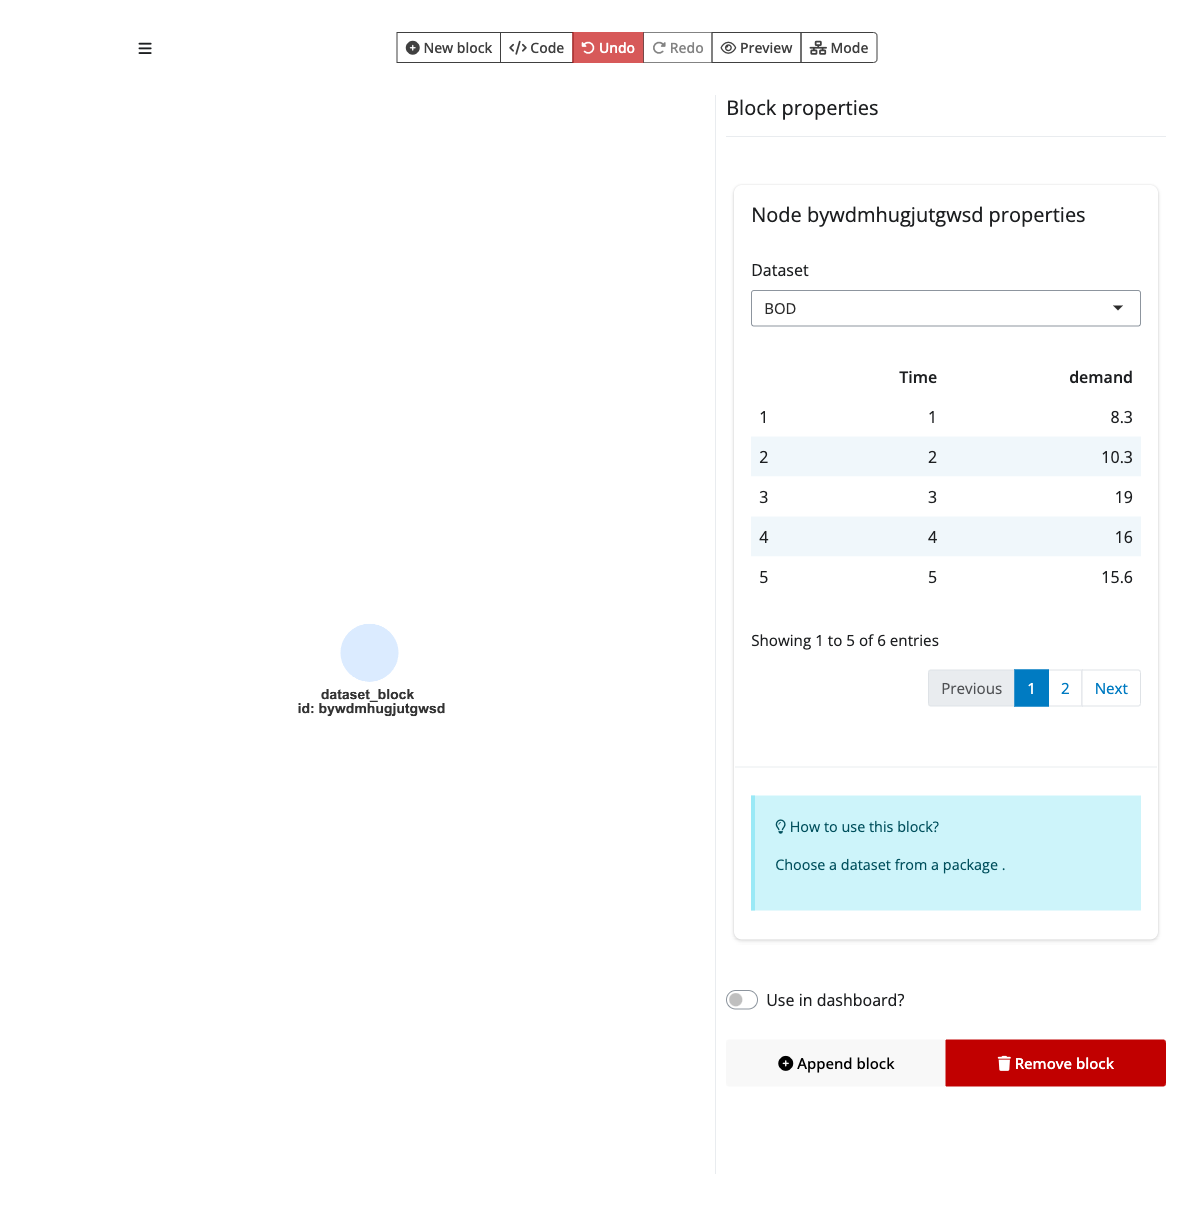 New block Code Undo Redo Preview Mode
Block properties
Node bywdmhugjutgwsd properties
Dataset
BOD
Time demand
1 1 8.3
2 2 10.3
3 3 19
4 4 16
5 5 15.6
Showing 1 to 5 of 6 entries
Previous 1 2 Next
dataset_block
id: bywdmhugjutgwsd
How to use this block?
Choose a dataset from a package .
Use in dashboard?
Append block Remove block